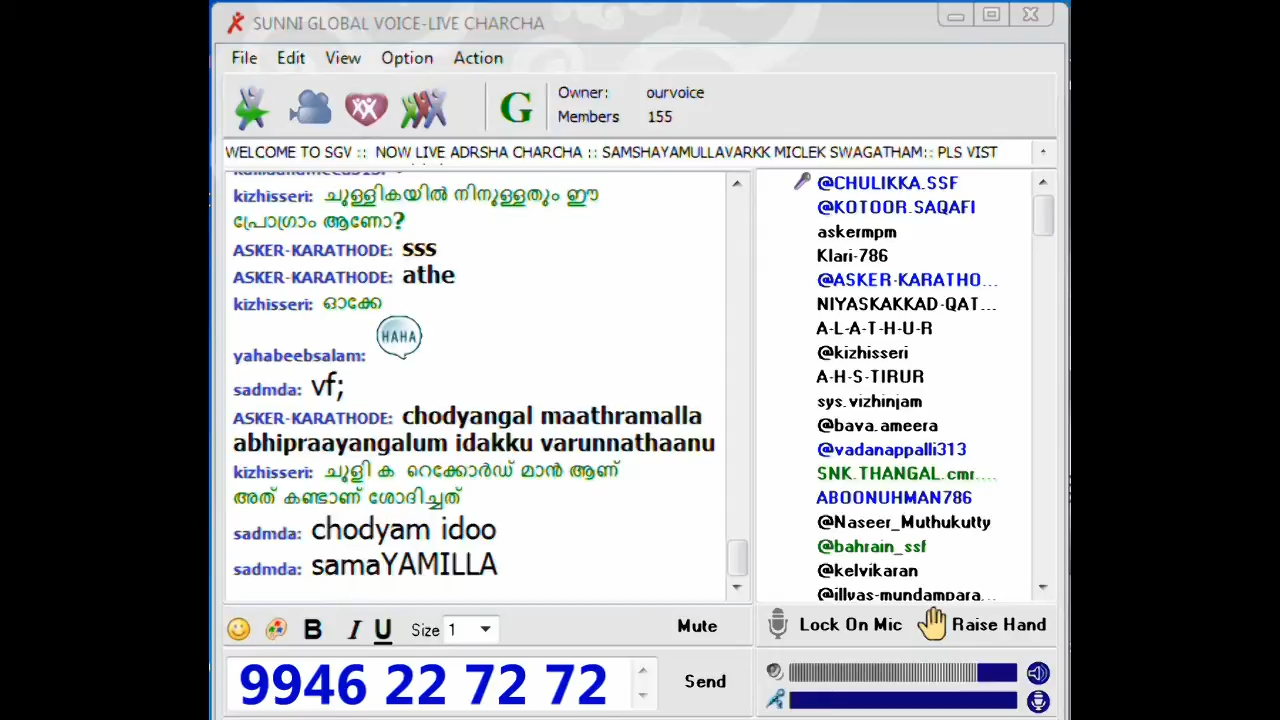 SUNNI GLOBAL VOICE-LIVE CHARCHA
File Edit View Option Action
G
Owner: ourvoice
Members 155
WELCOME TO SGV :: NOW LIVE ADRSHA CHARCHA :: SAMSHAYAMULLAVARKK MICLEK SWAGATHAM:: PLS VIST
kizhisseri: ചുള്ളികയിൽ നിനുള്ളതും ഈ
പ്രോഗ്രാം ആണോ?
ASKER-KARATHODE: sss
ASKER-KARATHODE: athe
kizhisseri: ഓക്കേ
HAHA
yahabeebsalam:
sadmda: vf;
ASKER-KARATHODE: chodyangal maathramalla
abhipraayangalum idakku varunnathaanu
kizhisseri: ചുളി ക റെക്കോർഡ് മാൻ ആണ്
അത് കണ്ടാണ് ശോദിച്ചത്
sadmda: chodyam idoo
sadmda: samaYAMILLA
@CHULIKKA.SSF
@KOTOOR.SAQAFI
askermpm
Klari-786
@ASKER-KARATHO...
NIYASKAKKAD-QAT...
A-L-A-T-H-U-R
@kizhisseri
A-H-S-TIRUR
sys.vizhinjam
@bava.ameera
@vadanappalli313
SNK.THANGAL.cmr....
ABOONUHMAN786
@Naseer_Muthukutty
@bahrain_ssf
@kelvikaran
@illyas-mundampara...
B I U Size 1 Mute
Lock On Mic Raise Hand
9946 22 72 72 Send